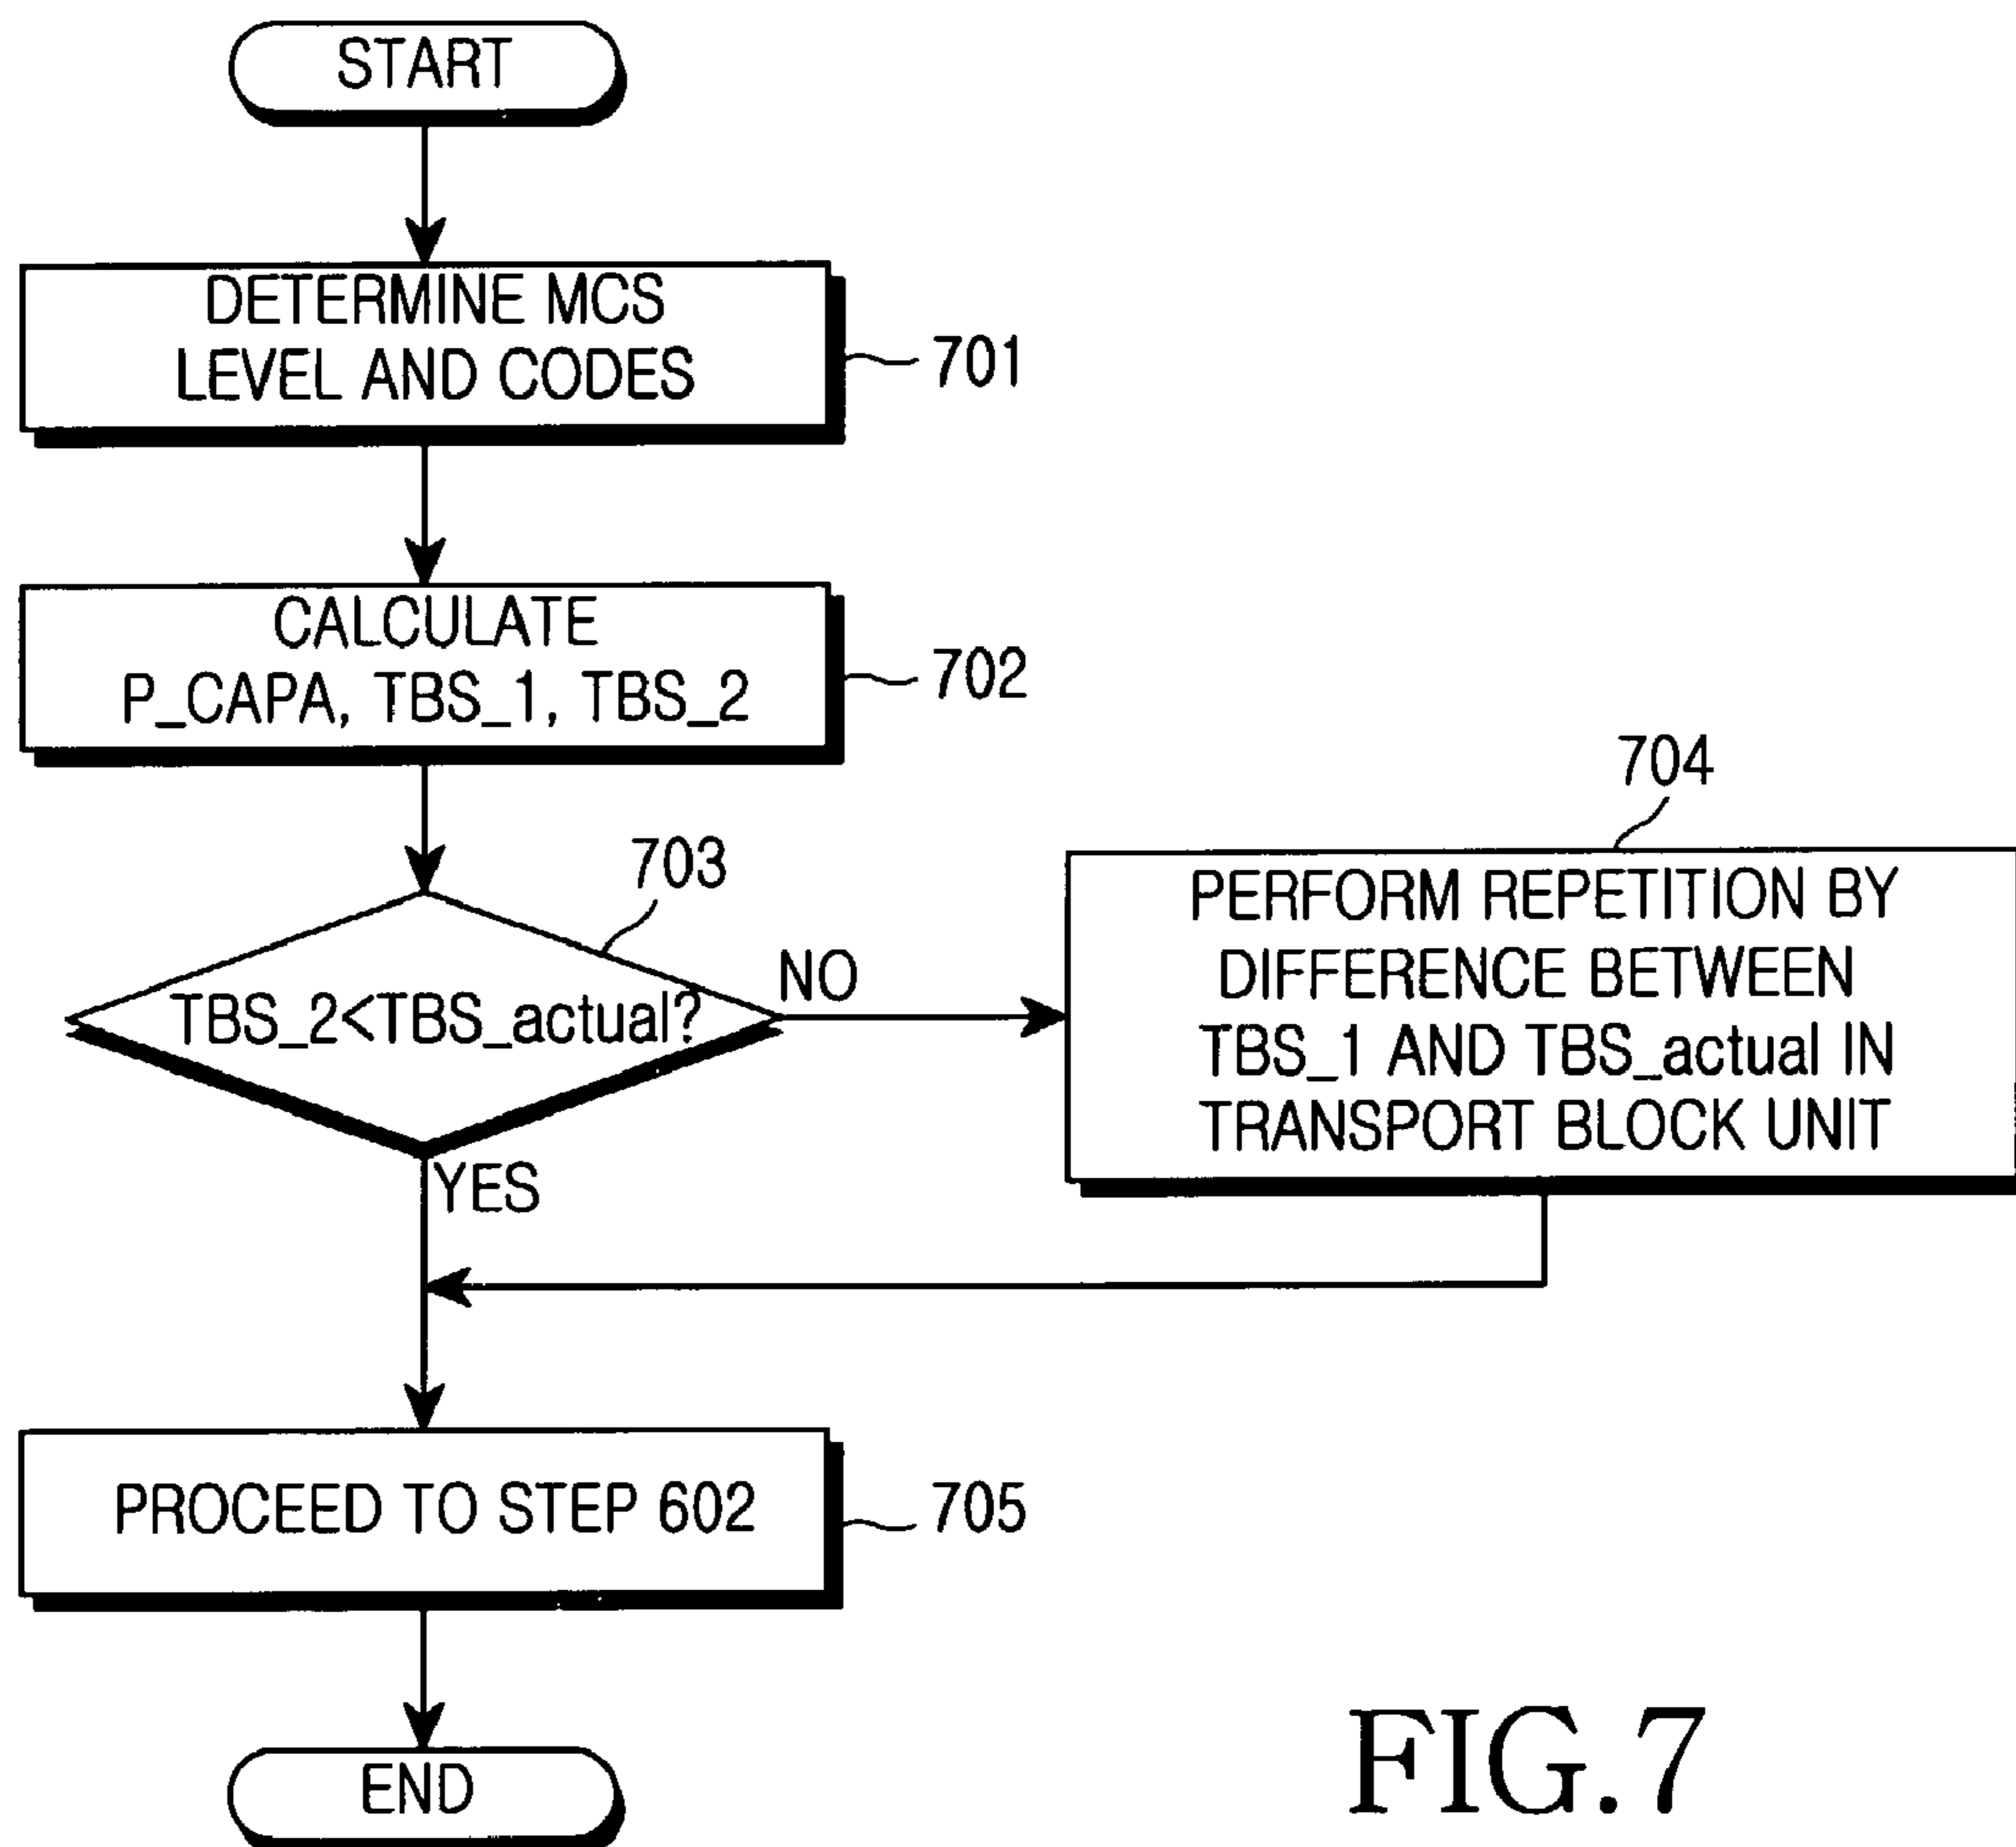 START
DETERMINE MCS
LEVEL AND CODES
701
CALCULATE
P_CAPA, TBS_1, TBS_2
702
703
TBS_2<TBS_actual?
NO
YES
704
PERFORM REPETITION BY
DIFFERENCE BETWEEN
TBS_1 AND TBS_actual IN
TRANSPORT BLOCK UNIT
PROCEED TO STEP 602
705
END
FIG.7